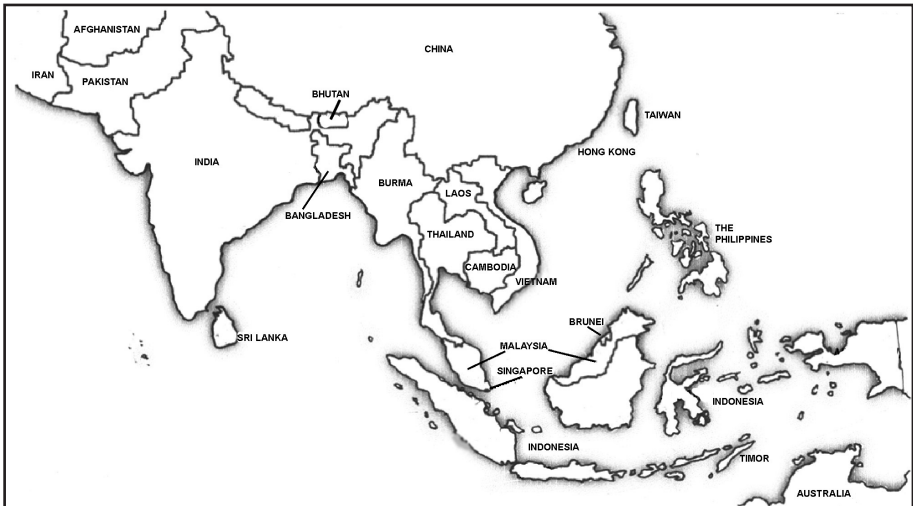 AFGHANISTAN
CHINA
IRAN
PAKISTAN
BHUTAN
TAIWAN
HONG KONG
INDIA
BURMA
LAOS
BANGLADESH
THE
PHILIPPINES
THAILAND
CAMBODIA
VIETNAM
BRUNEI
SRI LANKA
MALAYSIA
SINGAPORE
INDONESIA
INDONESIA
TIMOR
AUSTRALIA